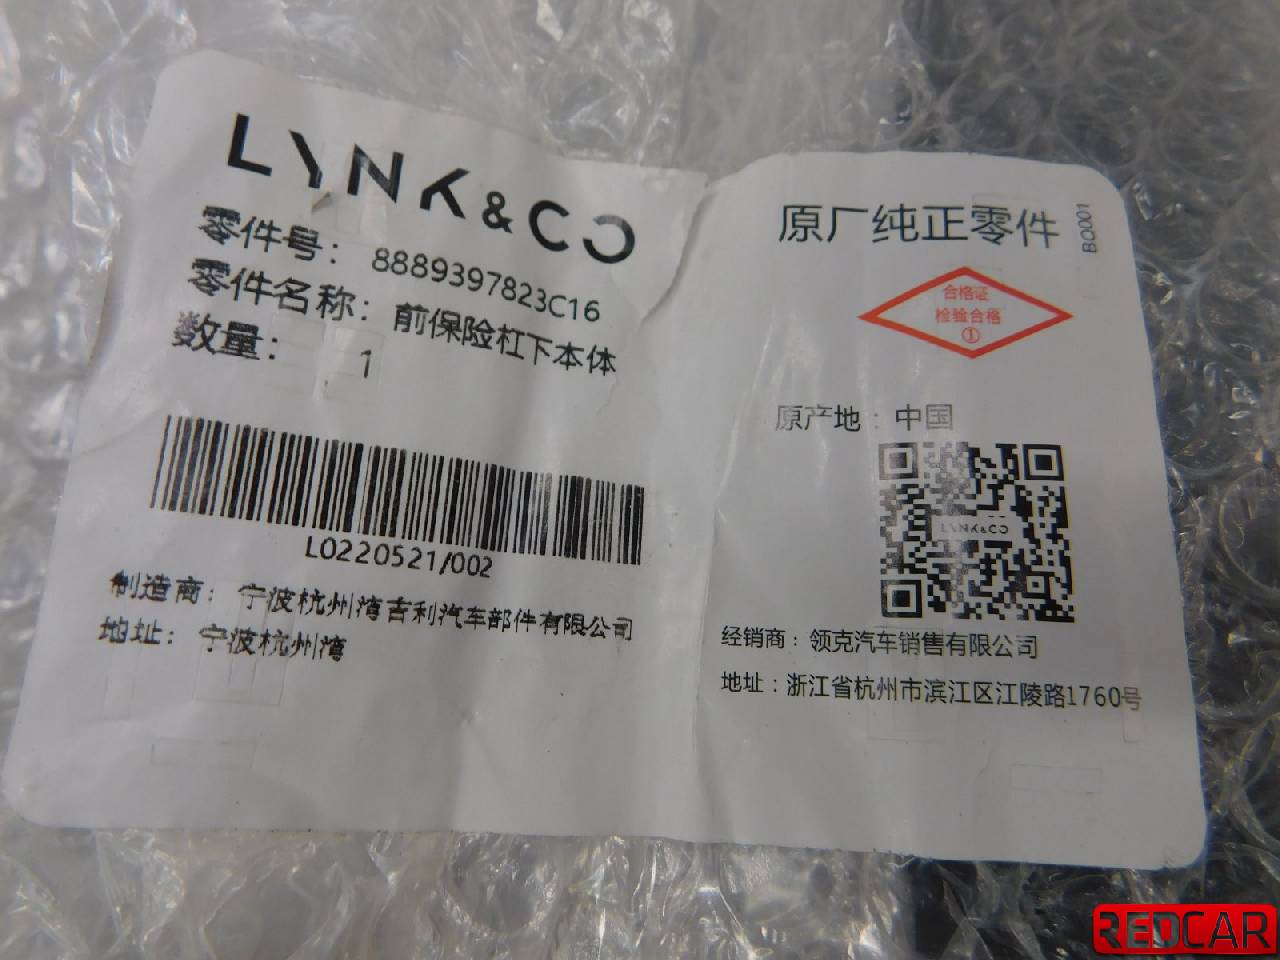 LYNK&CO
零件号： 8889397823C16
零件名称： 前保险杠下本体
数量： 1
L0220521/002
制造商： 宁波杭州湾吉利汽车部件有限公司
地址： 宁波杭州湾
原厂纯正零件
BQ001
合格证
检验合格
①
原产地：中国
LYNK&CO
经销商：领克汽车销售有限公司
地址：浙江省杭州市滨江区江陵路1760号
REDCAR